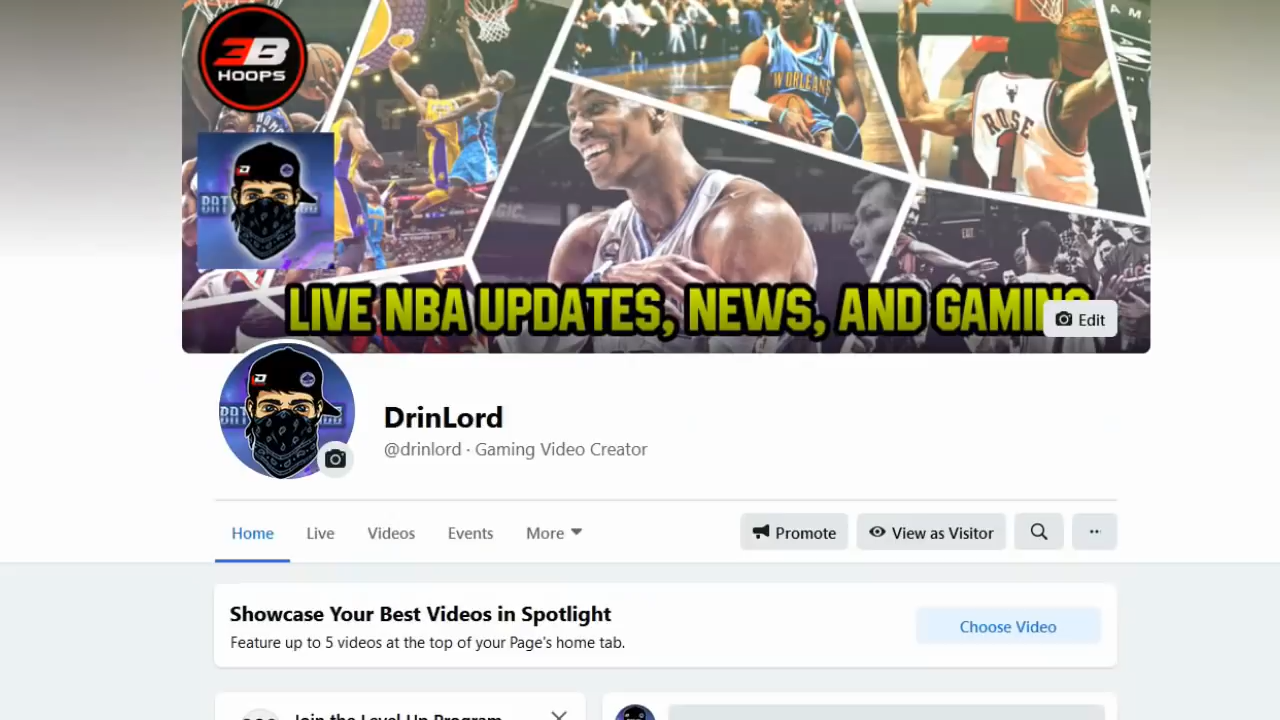 3B
HOOPS
W ORLEANS
ROSE
1
LIVE NBA UPDATES, NEWS, AND GAMING
Edit
DrinLord
@drinlord · Gaming Video Creator
Home
Live
Videos
Events
More
Promote
View as Visitor
Showcase Your Best Videos in Spotlight
Feature up to 5 videos at the top of your Page's home tab.
Choose Video
Join the Level Up Program